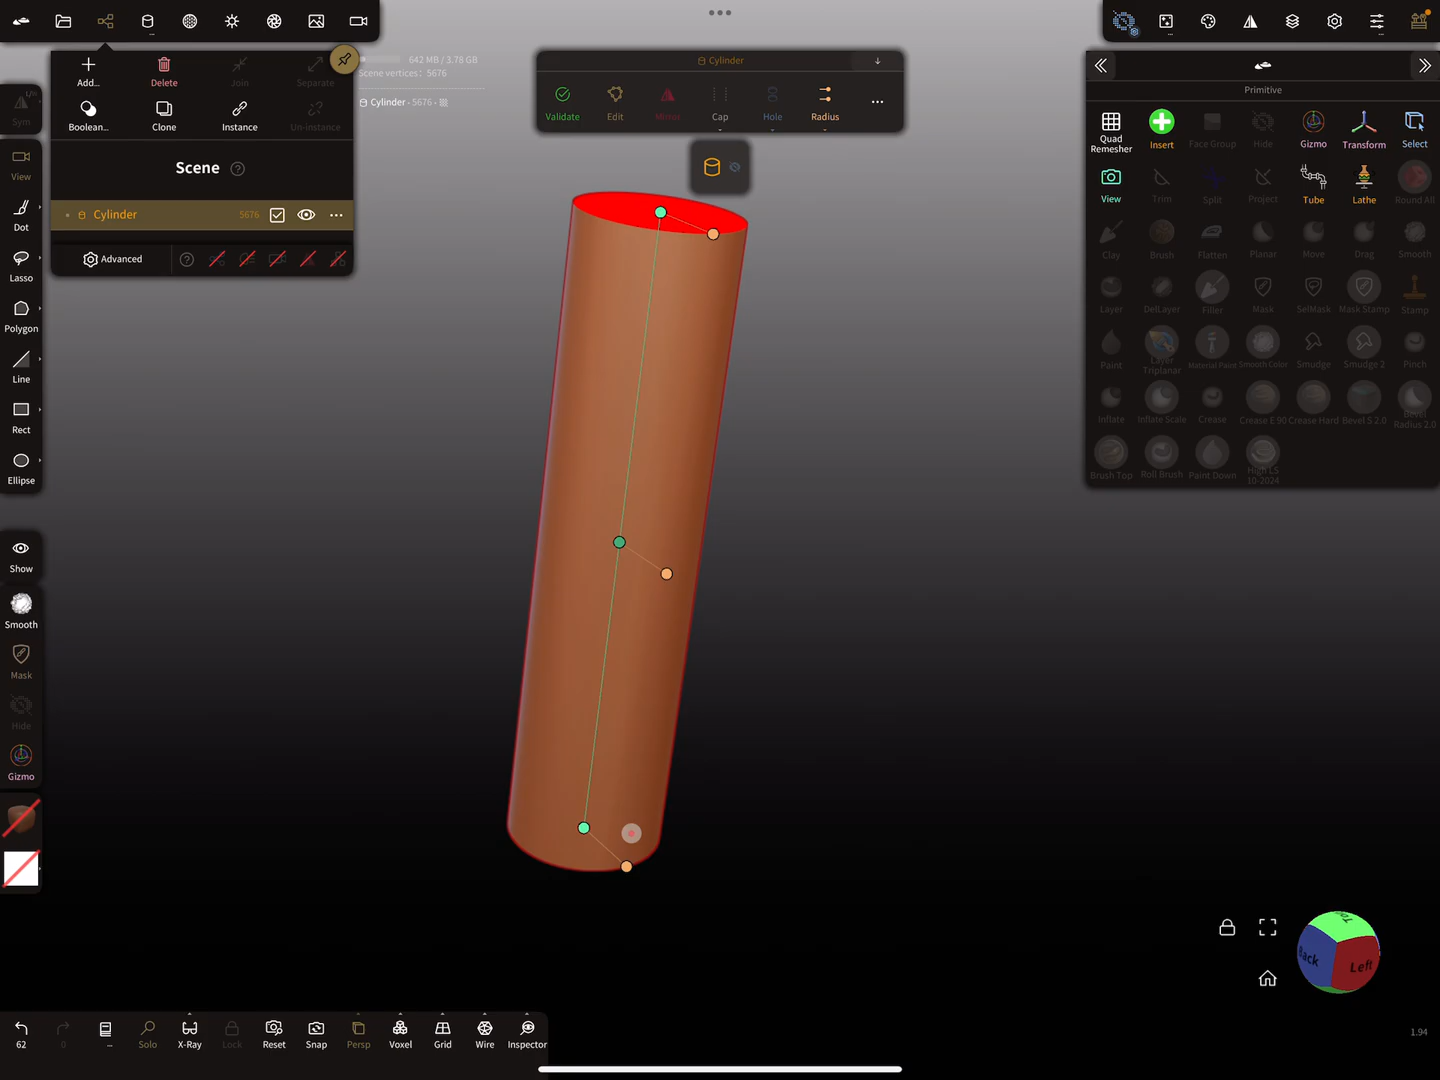 Add...
Delete
Join
Separate
Boolean...
Clone
Instance
Un-instance
Scene ?
Cylinder 5676 ...
Advanced ?
642 MB / 3.78 GB
Scene vertices: 5676
Cylinder · 5676 ·
Cylinder
Validate
Edit
Mirror
Cap
Hole
Radius
...
Primitive
Quad Remesher
Insert
Face Group
Hide
Gizmo
Transform
Select
View
Trim
Split
Project
Tube
Lathe
Round All
Clay
Brush
Flatten
Planar
Move
Drag
Smooth
Layer
DelLayer
Filler
Mask
SelMask
Mask Stamp
Stamp
Paint
Layer Triplanar
Material Paint
Smooth Color
Smudge
Smudge 2
Pinch
Inflate
Inflate Scale
Crease
Crease E 90
Crease Hard
Bevel S 2.0
Bevel Radius 2.0
Brush Top
Roll Brush
Paint Down
High LS 10-2024
Sym
View
Dot
Lasso
Polygon
Line
Rect
Ellipse
Show
Smooth
Mask
Hide
Gizmo
Top
Back
Left
1.94
62
0
...
Solo
X-Ray
Lock
Reset
Snap
Persp
Voxel
Grid
Wire
Inspector